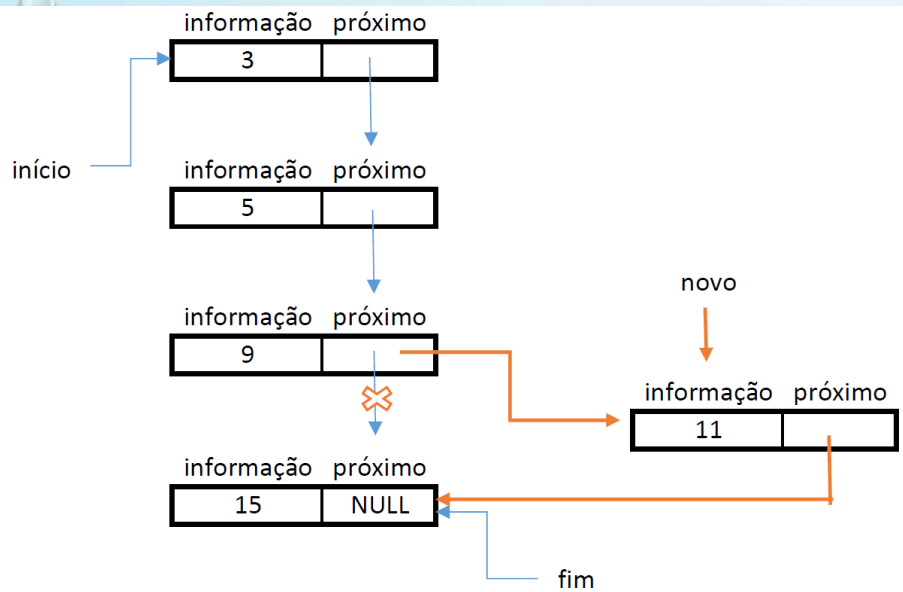 informação próximo
3
início
informação próximo
5
novo
informação próximo
9
informação próximo
11
informação próximo
15 NULL
fim